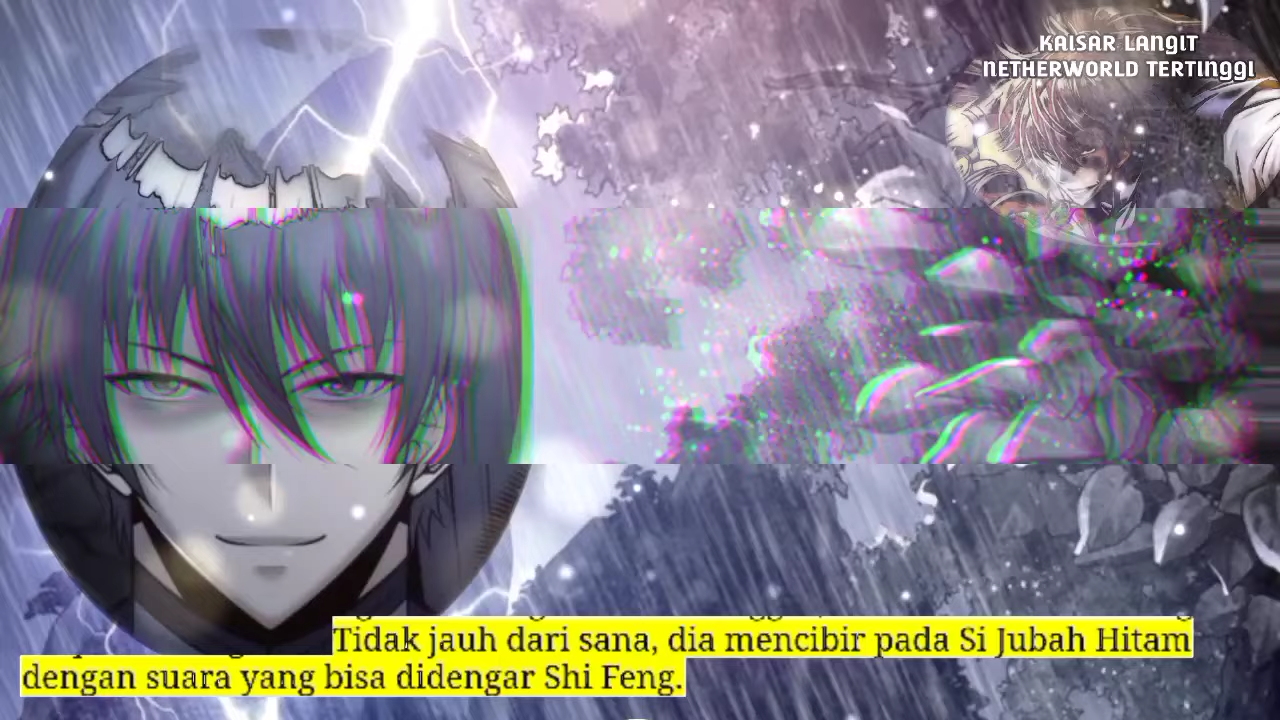 KAISAR LANGIT
NETHERWORLD TERTINGGI
Tidak jauh dari sana, dia mencibir pada Si Jubah Hitam
dengan suara yang bisa didengar Shi Feng.